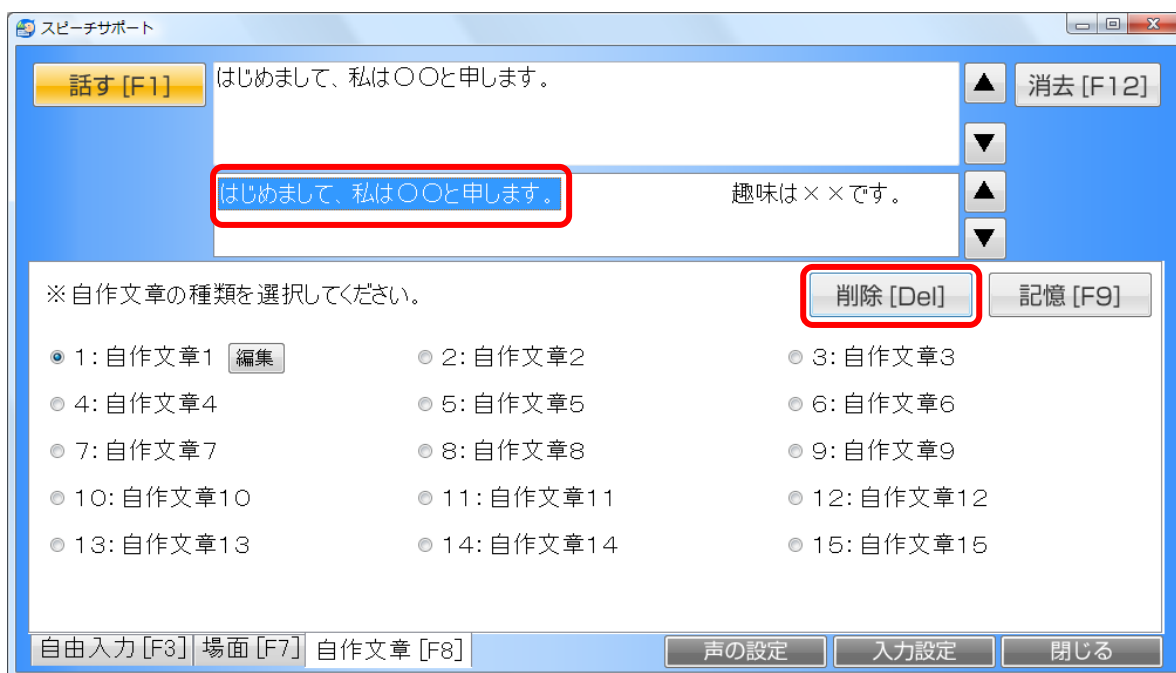 スピーチサポート
話す [F1]
はじめまして、私は○○と申します。
▲
消去 [F12]
▼
はじめまして、私は○○と申します。 趣味は××です。
▲
▼
※自作文章の種類を選択してください。
削除 [Del]
記憶 [F9]
1:自作文章1 編集 2:自作文章2 3:自作文章3
4:自作文章4 5:自作文章5 6:自作文章6
7:自作文章7 8:自作文章8 9:自作文章9
10:自作文章10 11:自作文章11 12:自作文章12
13:自作文章13 14:自作文章14 15:自作文章15
自由入力 [F3] 場面 [F7] 自作文章 [F8] 声の設定 入力設定 閉じる